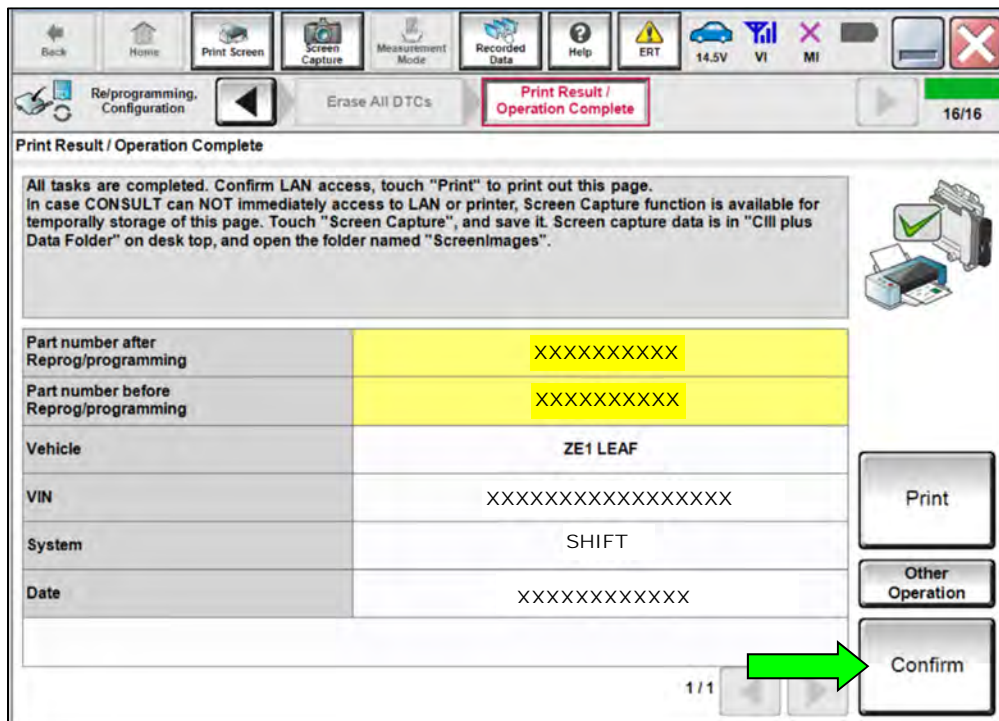 Back
Home
Print Screen
Screen
Capture
Measurement
Mode
Recorded
Data
Help
ERT
14.5V
VI
MI
Re/programming,
Configuration
Erase All DTCs
Print Result /
Operation Complete
16/16
Print Result / Operation Complete
All tasks are completed. Confirm LAN access, touch "Print" to print out this page.
In case CONSULT can NOT immediately access to LAN or printer, Screen Capture function is available for
temporally storage of this page. Touch "Screen Capture", and save it. Screen capture data is in "CIII plus
Data Folder" on desk top, and open the folder named "ScreenImages".
Part number after
Reprog/programming
XXXXXXXXXX
Part number before
Reprog/programming
XXXXXXXXXX
Vehicle
ZE1 LEAF
VIN
XXXXXXXXXXXXXXXXX
System
SHIFT
Date
XXXXXXXXXXXX
Print
Other
Operation
Confirm
1/1